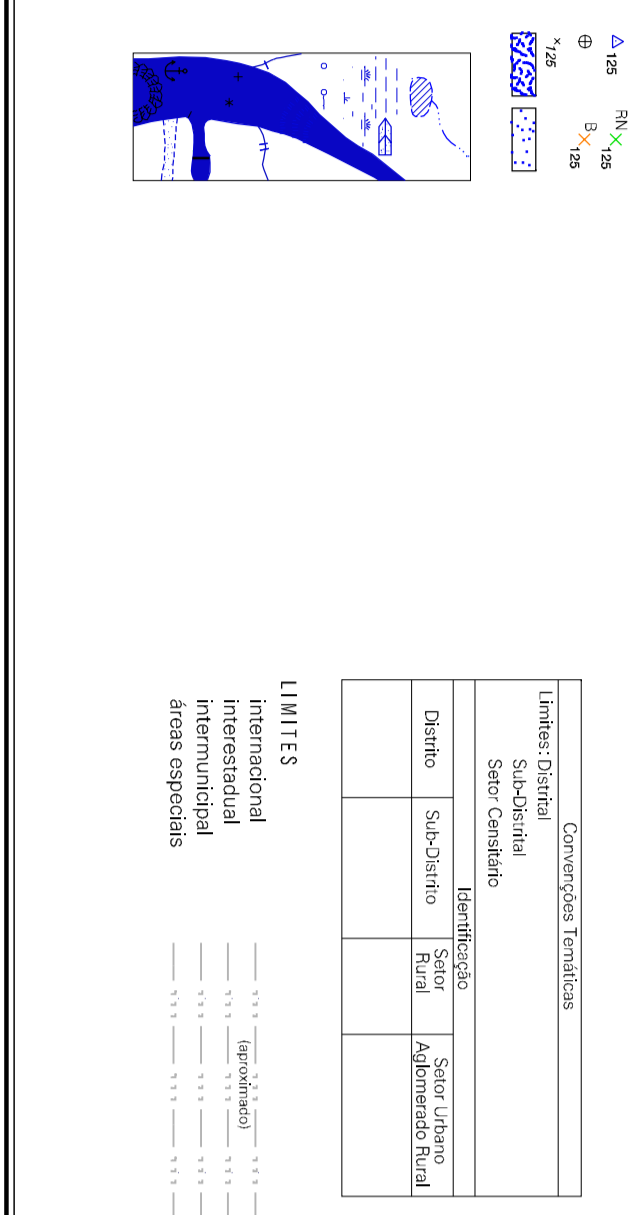 125
RN 125
B 125
125
Convenções Temáticas
Limites: Distrital
Sub-Distrital
Setor Censitário
Identificação
Distrito
Sub-Distrito
Setor
Rural
Setor Urbano
Aglomerado Rural
LIMITES
internacional
(aproximado)
interestadual
intermunicipal
áreas especiais